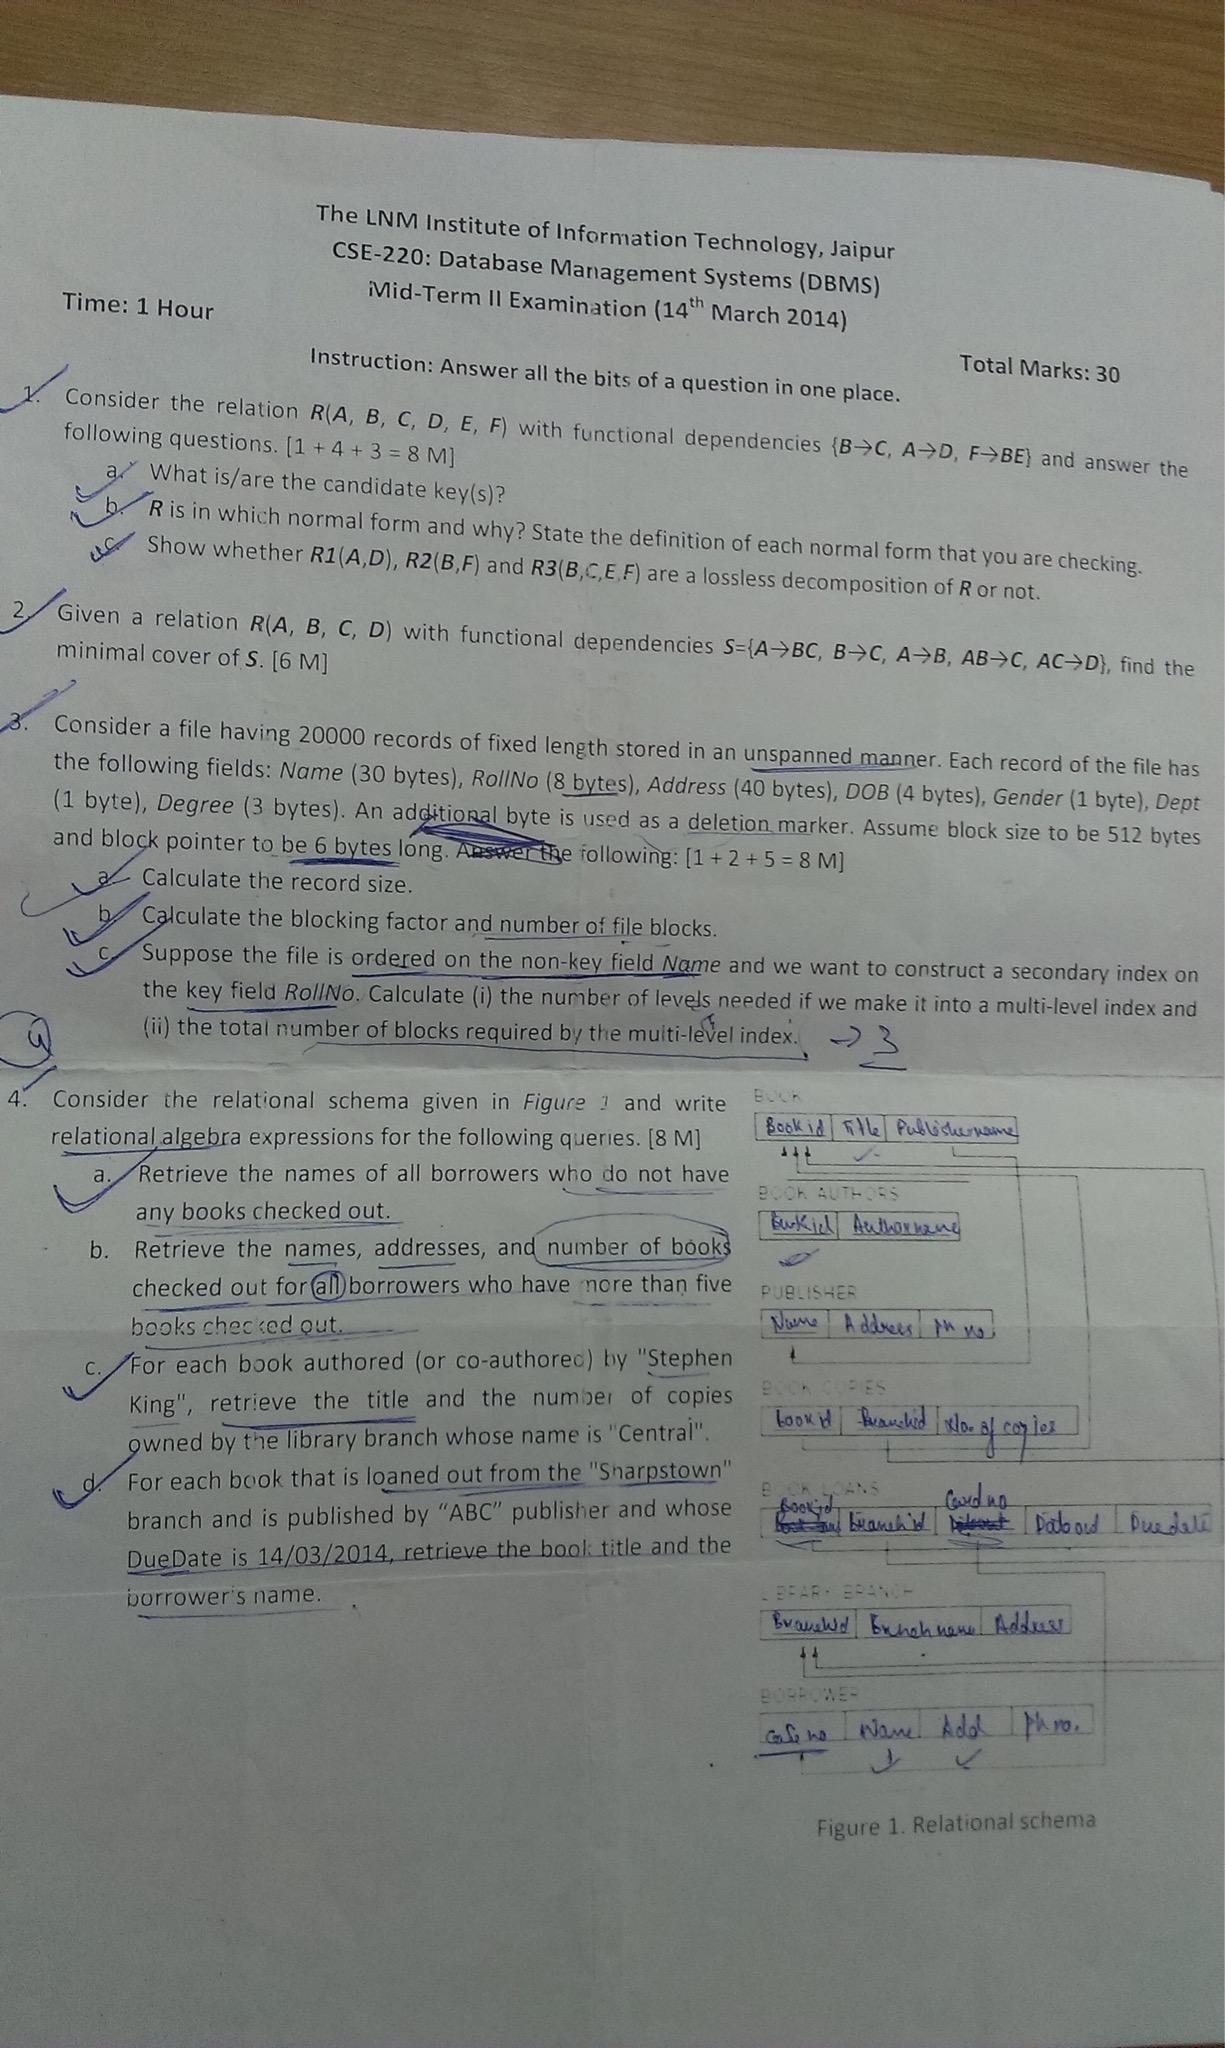 The LNM Institute of Information Technology, Jaipur
CSE-220: Database Management Systems (DBMS)
Mid-Term II Examination (14th March 2014)
Time: 1 Hour
Total Marks: 30
Instruction: Answer all the bits of a question in one place.
1. Consider the relation R(A, B, C, D, E, F) with functional dependencies {B→C, A→D, F→BE} and answer the
following questions. [1 + 4 + 3 = 8 M]
a. What is/are the candidate key(s)?
b. R is in which normal form and why? State the definition of each normal form that you are checking.
c. Show whether R1(A,D), R2(B,F) and R3(B,C,E,F) are a lossless decomposition of R or not.
2. Given a relation R(A, B, C, D) with functional dependencies S={A→BC, B→C, A→B, AB→C, AC→D}, find the
minimal cover of S. [6 M]
3. Consider a file having 20000 records of fixed length stored in an unspanned manner. Each record of the file has
the following fields: Name (30 bytes), RollNo (8 bytes), Address (40 bytes), DOB (4 bytes), Gender (1 byte), Dept
(1 byte), Degree (3 bytes). An additional byte is used as a deletion marker. Assume block size to be 512 bytes
and block pointer to be 6 bytes long. Answer the following: [1 + 2 + 5 = 8 M]
a. Calculate the record size.
b. Calculate the blocking factor and number of file blocks.
c. Suppose the file is ordered on the non-key field Name and we want to construct a secondary index on
the key field RollNo. Calculate (i) the number of levels needed if we make it into a multi-level index and
(ii) the total number of blocks required by the multi-level index. → 3
4. Consider the relational schema given in Figure 1 and write
relational algebra expressions for the following queries. [8 M]
a. Retrieve the names of all borrowers who do not have
any books checked out.
b. Retrieve the names, addresses, and number of books
checked out for all borrowers who have more than five
books checked out.
c. For each book authored (or co-authored) by "Stephen
King", retrieve the title and the number of copies
owned by the library branch whose name is "Central".
d. For each book that is loaned out from the "Sharpstown"
branch and is published by "ABC" publisher and whose
DueDate is 14/03/2014, retrieve the book title and the
borrower's name.
BOOK
Book id Title Publishername
BOOK AUTHORS
Bookid Authorname
PUBLISHER
Name Address Ph no.
BOOK COPIES
bookid Branchid No. of copies
BOOK LOANS
Bookid Branchid Card no Dateout Due date
LIBRARY BRANCH
Branchid Branch name Address
BORROWER
Card no Name Add Ph no.
Figure 1. Relational schema